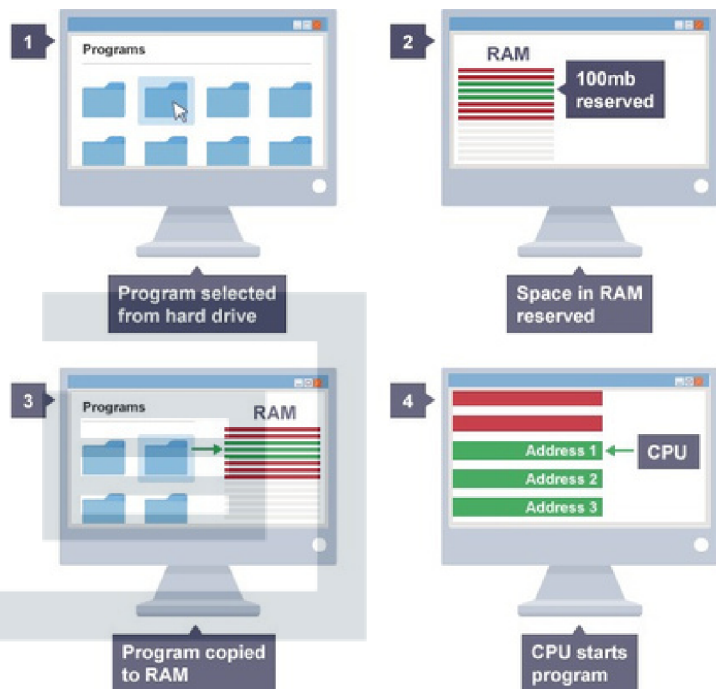 1
Programs
Program selected
from hard drive
2
RAM
100mb
reserved
Space in RAM
reserved
3
Programs
RAM
Program copied
to RAM
4
Address 1
CPU
Address 2
Address 3
CPU starts
program